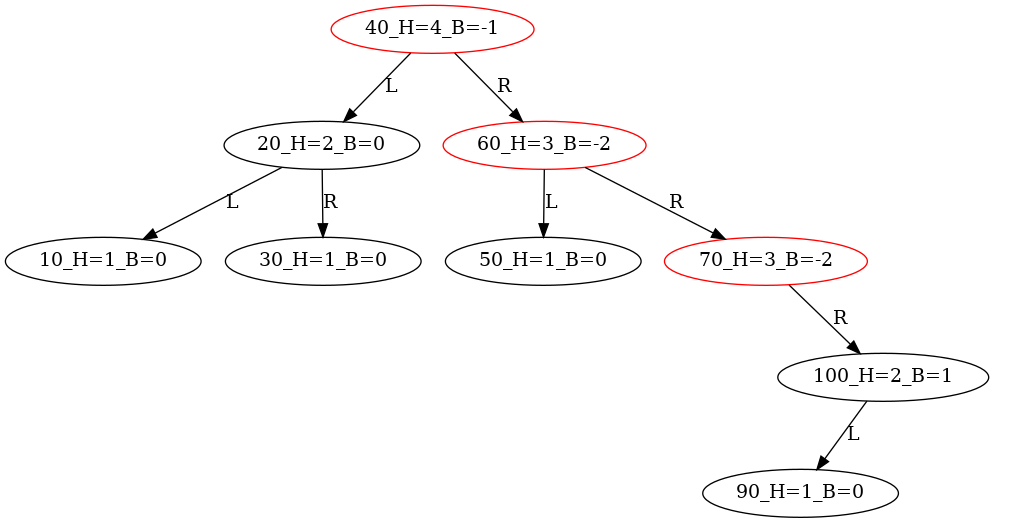 40_H=4_B=-1
L
R
20_H=2_B=0
60_H=3_B=-2
L
R
L
R
10_H=1_B=0
30_H=1_B=0
50_H=1_B=0
70_H=3_B=-2
R
100_H=2_B=1
L
90_H=1_B=0